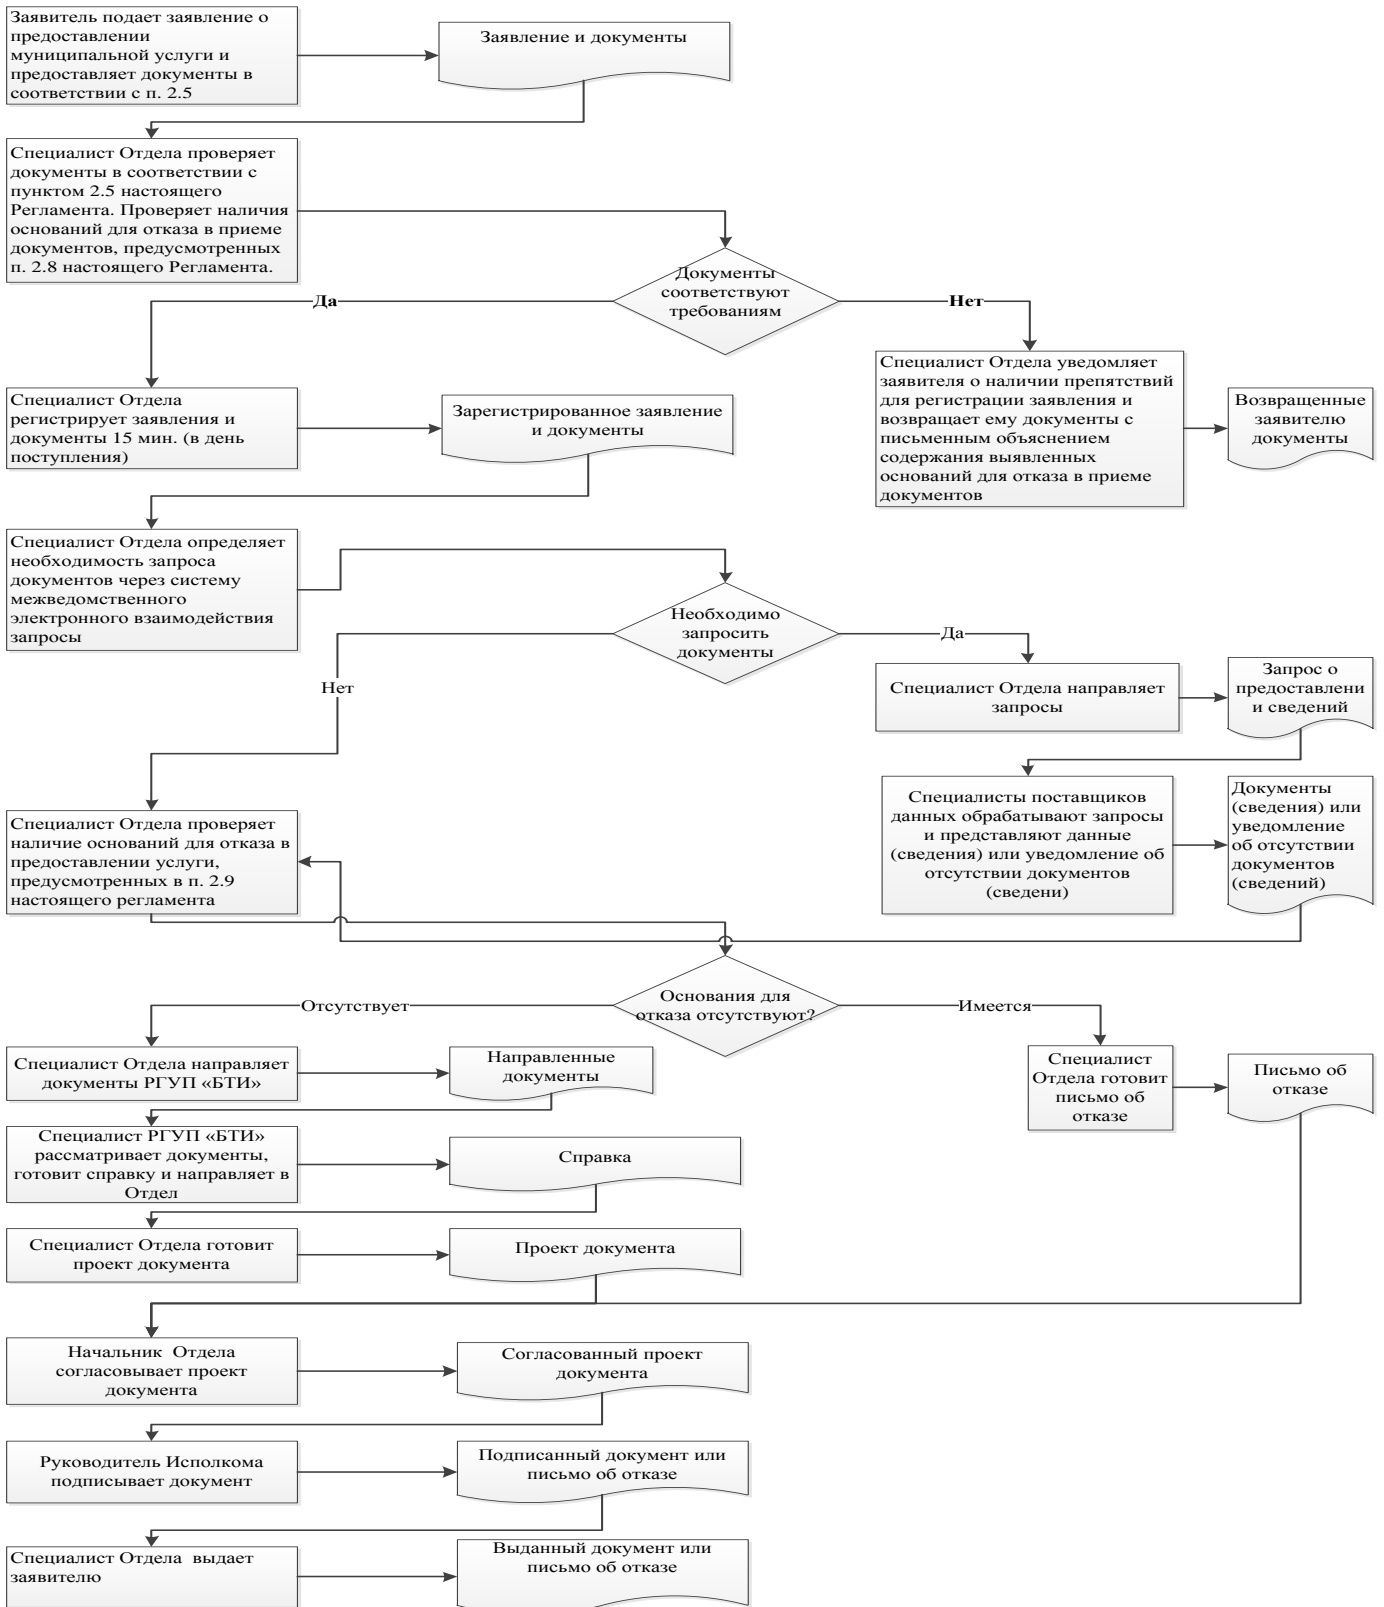 Заявитель подает заявление о
предоставлении
муниципальной услуги и
предоставляет документы в
соответствии с п. 2.5
Заявление и документы
Специалист Отдела проверяет
документы в соответствии с
пунктом 2.5 настоящего
Регламента. Проверяет наличия
оснований для отказа в приеме
документов, предусмотренных
п. 2.8 настоящего Регламента.
Документы
соответствуют
требованиям
Да
Нет
Специалист Отдела
регистрирует заявления и
документы 15 мин. (в день
поступления)
Зарегистрированное заявление
и документы
Специалист Отдела уведомляет
заявителя о наличии препятствий
для регистрации заявления и
возвращает ему документы с
письменным объяснением
содержания выявленных
оснований для отказа в приеме
документов
Возвращенные
заявителю
документы
Специалист Отдела определяет
необходимость запроса
документов через систему
межведомственного
электронного взаимодействия
запросы
Необходимо
запросить
документы
Да
Нет
Специалист Отдела направляет
запросы
Запрос о
предоставлени
и сведений
Специалисты поставщиков
данных обрабатывают запросы
и представляют данные
(сведения) или уведомление об
отсутствии документов
(сведени)
Документы
(сведения) или
уведомление
об отсутствии
документов
(сведений)
Специалист Отдела проверяет
наличие оснований для отказа в
предоставлении услуги,
предусмотренных в п. 2.9
настоящего регламента
Основания для
отказа отсутствуют?
Отсутствует
Имеется
Специалист Отдела направляет
документы РГУП «БТИ»
Направленные
документы
Специалист
Отдела готовит
письмо об
отказе
Письмо об
отказе
Специалист РГУП «БТИ»
рассматривает документы,
готовит справку и направляет в
Отдел
Справка
Специалист Отдела готовит
проект документа
Проект документа
Начальник  Отдела
согласовывает проект
документа
Согласованный проект
документа
Руководитель Исполкома
подписывает документ
Подписанный документ или
письмо об отказе
Специалист Отдела  выдает
заявителю
Выданный документ или
письмо об отказе